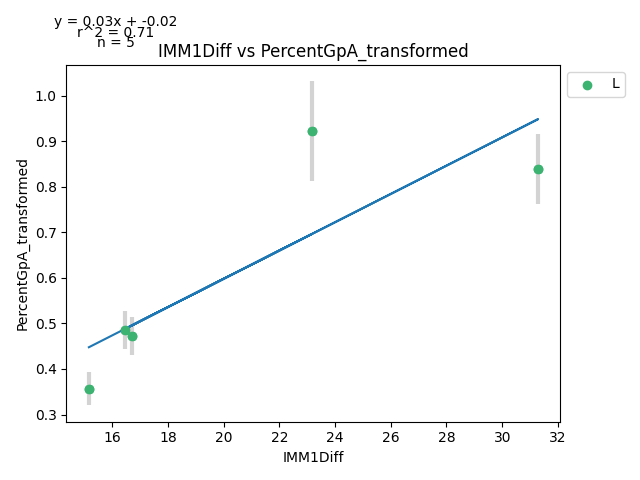 y = 0.03x + -0.02
r^2 = 0.71
n = 5
IMM1Diff vs PercentGpA_transformed
L
1.0
0.9
0.8
0.7
0.6
0.5
0.4
0.3
PercentGpA_transformed
16 18 20 22 24 26 28 30 32
IMM1Diff